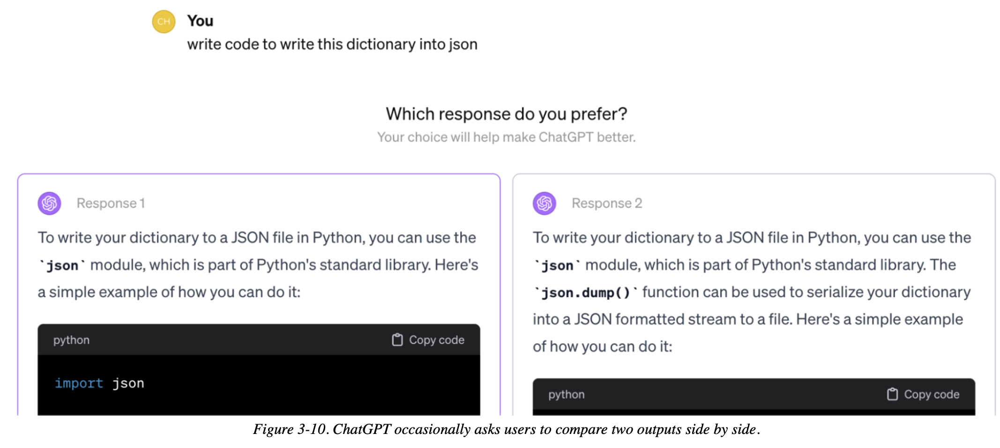 CH
You
write code to write this dictionary into json
Which response do you prefer?
Your choice will help make ChatGPT better.
Response 1
To write your dictionary to a JSON file in Python, you can use the
`json` module, which is part of Python's standard library. Here's
a simple example of how you can do it:
python
Copy code
import json
Response 2
To write your dictionary to a JSON file in Python, you can use the
`json` module, which is part of Python's standard library. The
`json.dump()` function can be used to serialize your dictionary
into a JSON formatted stream to a file. Here's a simple example
of how you can do it:
python
Copy code
Figure 3-10. ChatGPT occasionally asks users to compare two outputs side by side.